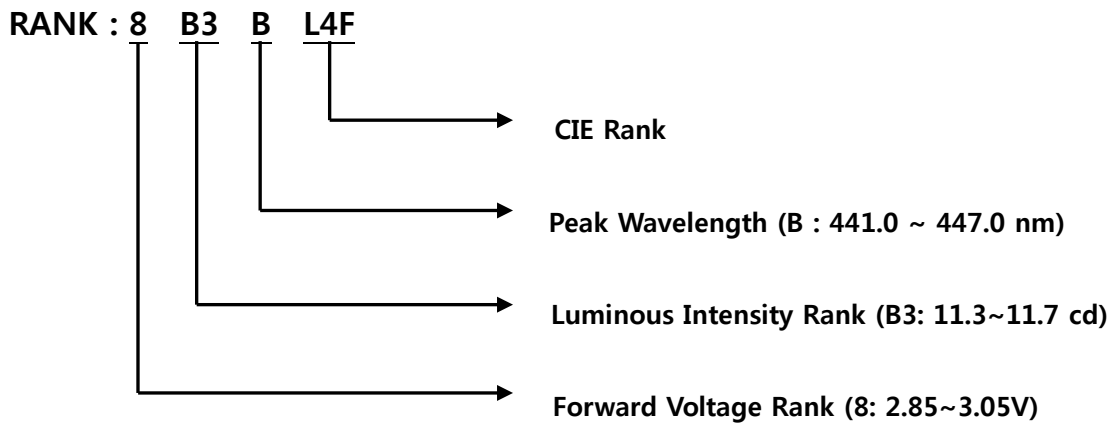 RANK : 8 B3 B L4F
CIE Rank
Peak Wavelength (B : 441.0 ~ 447.0 nm)
Luminous Intensity Rank (B3: 11.3~11.7 cd)
Forward Voltage Rank (8: 2.85~3.05V)